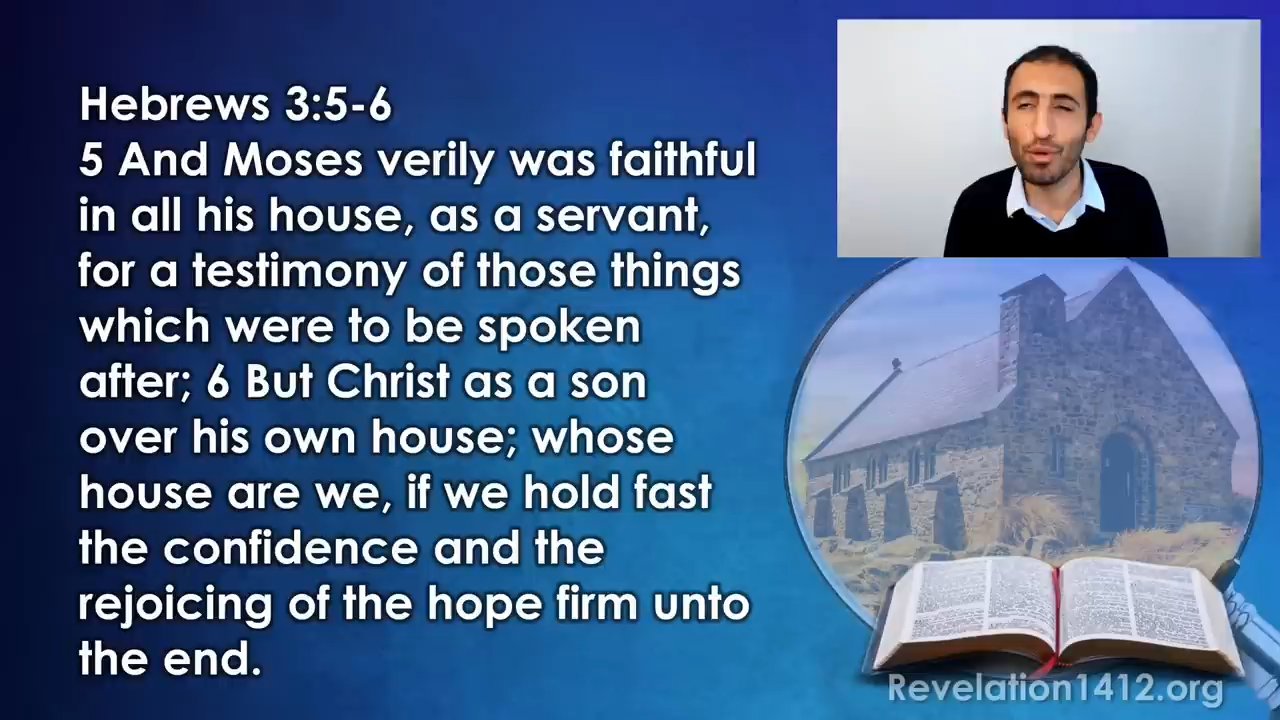 Hebrews 3:5-6
5 And Moses verily was faithful
in all his house, as a servant,
for a testimony of those things
which were to be spoken
after; 6 But Christ as a son
over his own house; whose
house are we, if we hold fast
the confidence and the
rejoicing of the hope firm unto
the end.
Revelation1412.org